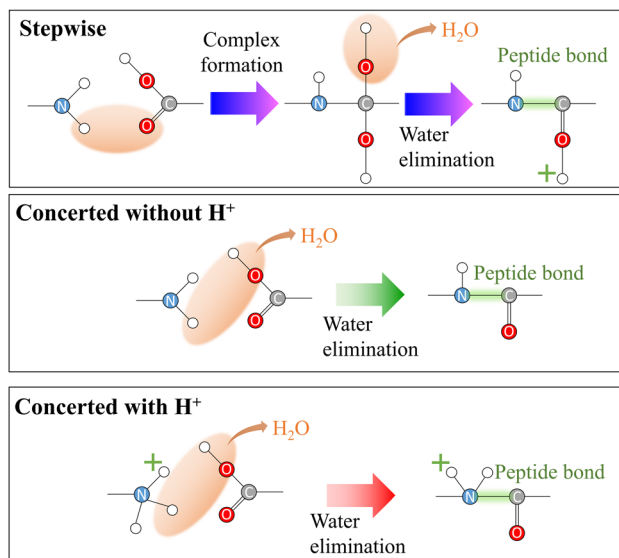 Stepwise
Complex
formation
H₂O
Peptide bond
N
O
O
C
N
C
O
O
N
C
O
+
Water
elimination
Concerted without H⁺
H₂O
Peptide bond
N
O
C
O
N
C
O
Water
elimination
Concerted with H⁺
H₂O
+
N
O
C
O
+
Peptide bond
N
C
O
Water
elimination